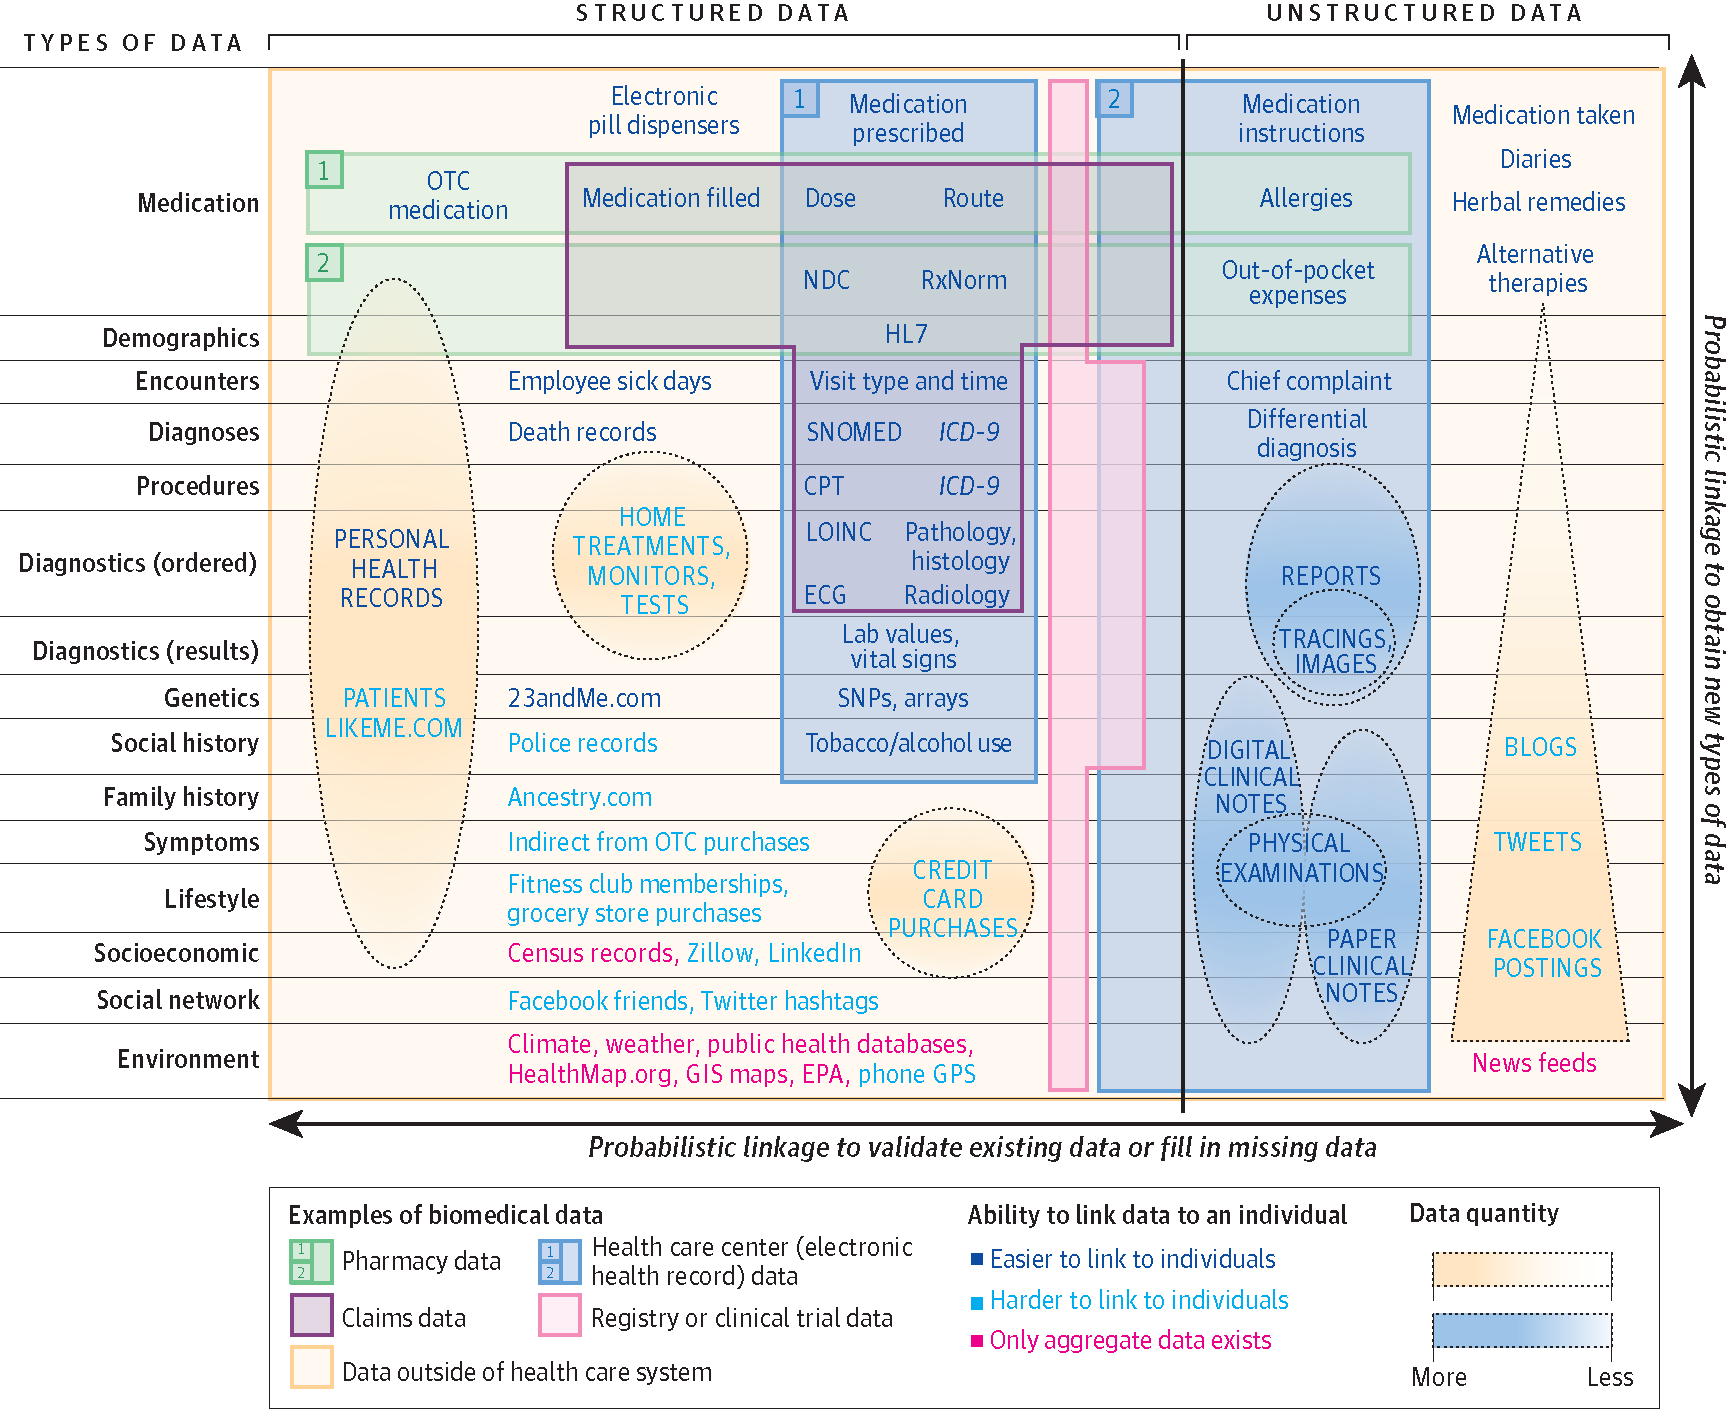 STRUCTURED DATA
UNSTRUCTURED DATA
TYPES OF DATA
Medication
Electronic
pill dispensers
1
Medication
prescribed
2
Medication
instructions
Medication taken
Diaries
Herbal remedies
Alternative
therapies
1
OTC
medication
Medication filled
Dose
Route
Allergies
2
NDC
RxNorm
Out-of-pocket
expenses
Demographics
HL7
Encounters
Employee sick days
Visit type and time
Chief complaint
Diagnoses
Death records
SNOMED
ICD-9
Differential
diagnosis
Procedures
CPT
ICD-9
Diagnostics (ordered)
PERSONAL
HEALTH
RECORDS
HOME
TREATMENTS,
MONITORS,
TESTS
LOINC
Pathology,
histology
ECG
Radiology
REPORTS
Diagnostics (results)
Lab values,
vital signs
TRACINGS,
IMAGES
Genetics
PATIENTS
LIKEME.COM
23andMe.com
SNPs, arrays
Social history
Police records
Tobacco/alcohol use
DIGITAL
CLINICAL
NOTES
BLOGS
Family history
Ancestry.com
Symptoms
Indirect from OTC purchases
PHYSICAL
EXAMINATIONS
TWEETS
Lifestyle
Fitness club memberships,
grocery store purchases
CREDIT
CARD
PURCHASES
Socioeconomic
Census records, Zillow, LinkedIn
PAPER
CLINICAL
NOTES
FACEBOOK
POSTINGS
Social network
Facebook friends, Twitter hashtags
Environment
Climate, weather, public health databases,
HealthMap.org, GIS maps, EPA, phone GPS
News feeds
Probabilistic linkage to obtain new types of data
Probabilistic linkage to validate existing data or fill in missing data
Examples of biomedical data
1
2
Pharmacy data
1
2
Health care center (electronic
health record) data
Claims data
Registry or clinical trial data
Data outside of health care system
Ability to link data to an individual
Easier to link to individuals
Harder to link to individuals
Only aggregate data exists
Data quantity
More
Less